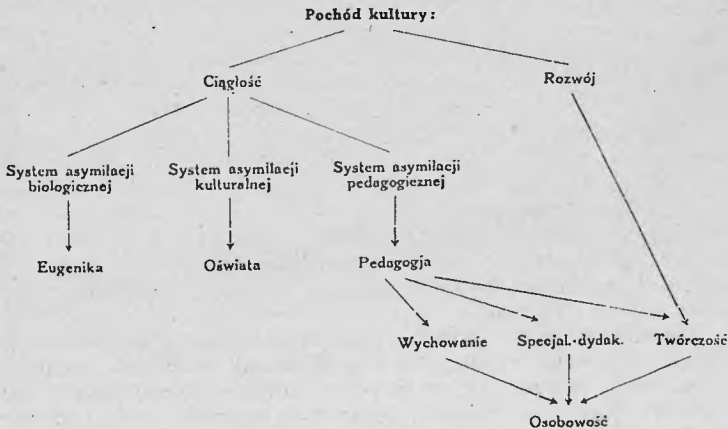 Pochód kultury:
Ciągłość
Rozwój
System asymilacji
biologicznej
System asymilacji
kulturalnej
System asymilacji
pedagogicznej
Eugenika
Oświata
Pedagogja
Wychowanie
Specjal.-dydak.
Twórczość
Osobowość